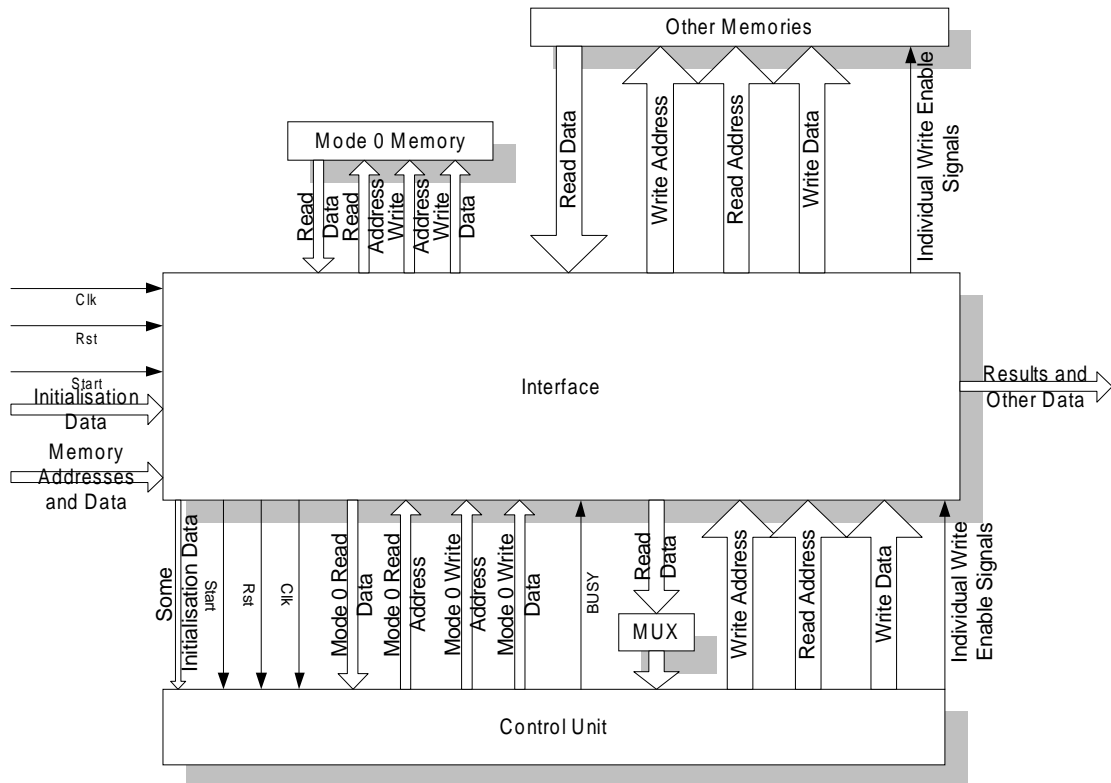 Other Memories
Mode 0 Memory
Read Data
Write Address
Read Address
Write Data
Individual Write Enable
Signals
Read
Data
Read
Address
Write
Address
Write
Data
Clk
Rst
Start
Initialisation
Data
Memory
Addresses
and Data
Interface
Results and
Other Data
Some
Initialisation Data
Start
Rst
Clk
Mode 0 Read
Data
Mode 0 Read
Address
Mode 0 Write
Address
Mode 0 Write
Data
BUSY
Read
Data
MUX
Write Address
Read Address
Write Data
Individual Write
Enable Signals
Control Unit